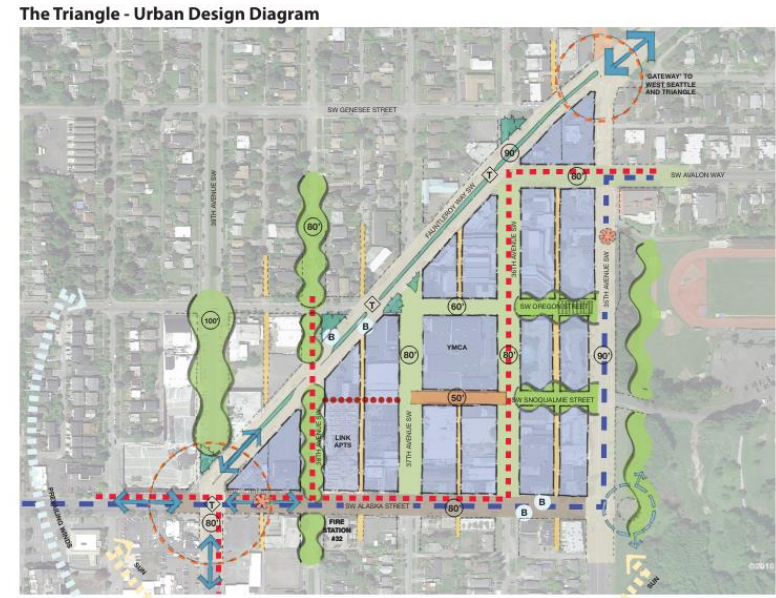 The Triangle - Urban Design Diagram
'GATEWAY' TO
WEST SEATTLE
AND TRIANGLE
SW GENESEE STREET
90'
T
SW AVALON WAY
80'
39TH AVENUE SW
FAUNTLEROY WAY SW
36TH AVENUE SW
35TH AVENUE SW
80'
T
100'
60'
SW OREGON STREET
B
B
YMCA
80'
80'
90'
50'
SW SNOQUALMIE STREET
38TH AVENUE SW
LINK
APTS
37TH AVENUE SW
PREVAILING WINDS
T
SW ALASKA STREET
80'
B
B
80'
FIRE
STATION
#32
SUN
SUN
©2010